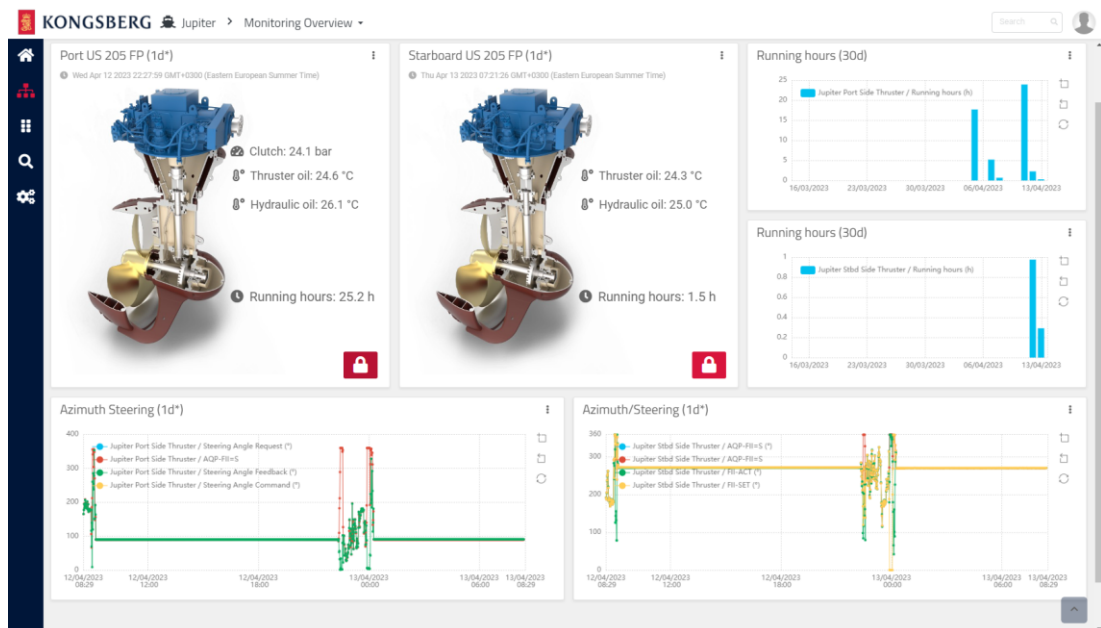 KONGSBERG Jupiter > Monitoring Overview
Search
Port US 205 FP (1d*)
Wed Apr 12 2023 22:27:59 GMT+0300 (Eastern European Summer Time)
Clutch: 24.1 bar
Thruster oil: 24.6 °C
Hydraulic oil: 26.1 °C
Running hours: 25.2 h
Starboard US 205 FP (1d*)
Thu Apr 13 2023 07:21:26 GMT+0300 (Eastern European Summer Time)
Thruster oil: 24.3 °C
Hydraulic oil: 25.0 °C
Running hours: 1.5 h
Running hours (30d)
Jupiter Port Side Thruster / Running hours (h)
25
20
15
10
5
0
16/03/2023 23/03/2023 30/03/2023 06/04/2023 13/04/2023
Running hours (30d)
Jupiter Stbd Side Thruster / Running hours (h)
1
0.8
0.6
0.4
0.2
0
16/03/2023 23/03/2023 30/03/2023 06/04/2023 13/04/2023
Azimuth Steering (1d*)
Jupiter Port Side Thruster / Steering Angle Request (°)
Jupiter Port Side Thruster / AQP-FII=S
Jupiter Port Side Thruster / Steering Angle Feedback (°)
Jupiter Port Side Thruster / Steering Angle Command (°)
400
300
200
100
0
12/04/2023 12/04/2023 12/04/2023 13/04/2023 13/04/2023 13/04/2023
08:29 12:00 18:00 00:00 06:00 08:29
Azimuth/Steering (1d*)
Jupiter Stbd Side Thruster / AQP-FII=S (°)
Jupiter Stbd Side Thruster / AQP-FII=S
Jupiter Stbd Side Thruster / FII-ACT (°)
Jupiter Stbd Side Thruster / FII-SET (°)
360
300
200
100
0
12/04/2023 12/04/2023 12/04/2023 13/04/2023 13/04/2023 13/04/2023
08:29 12:00 18:00 00:00 06:00 08:29